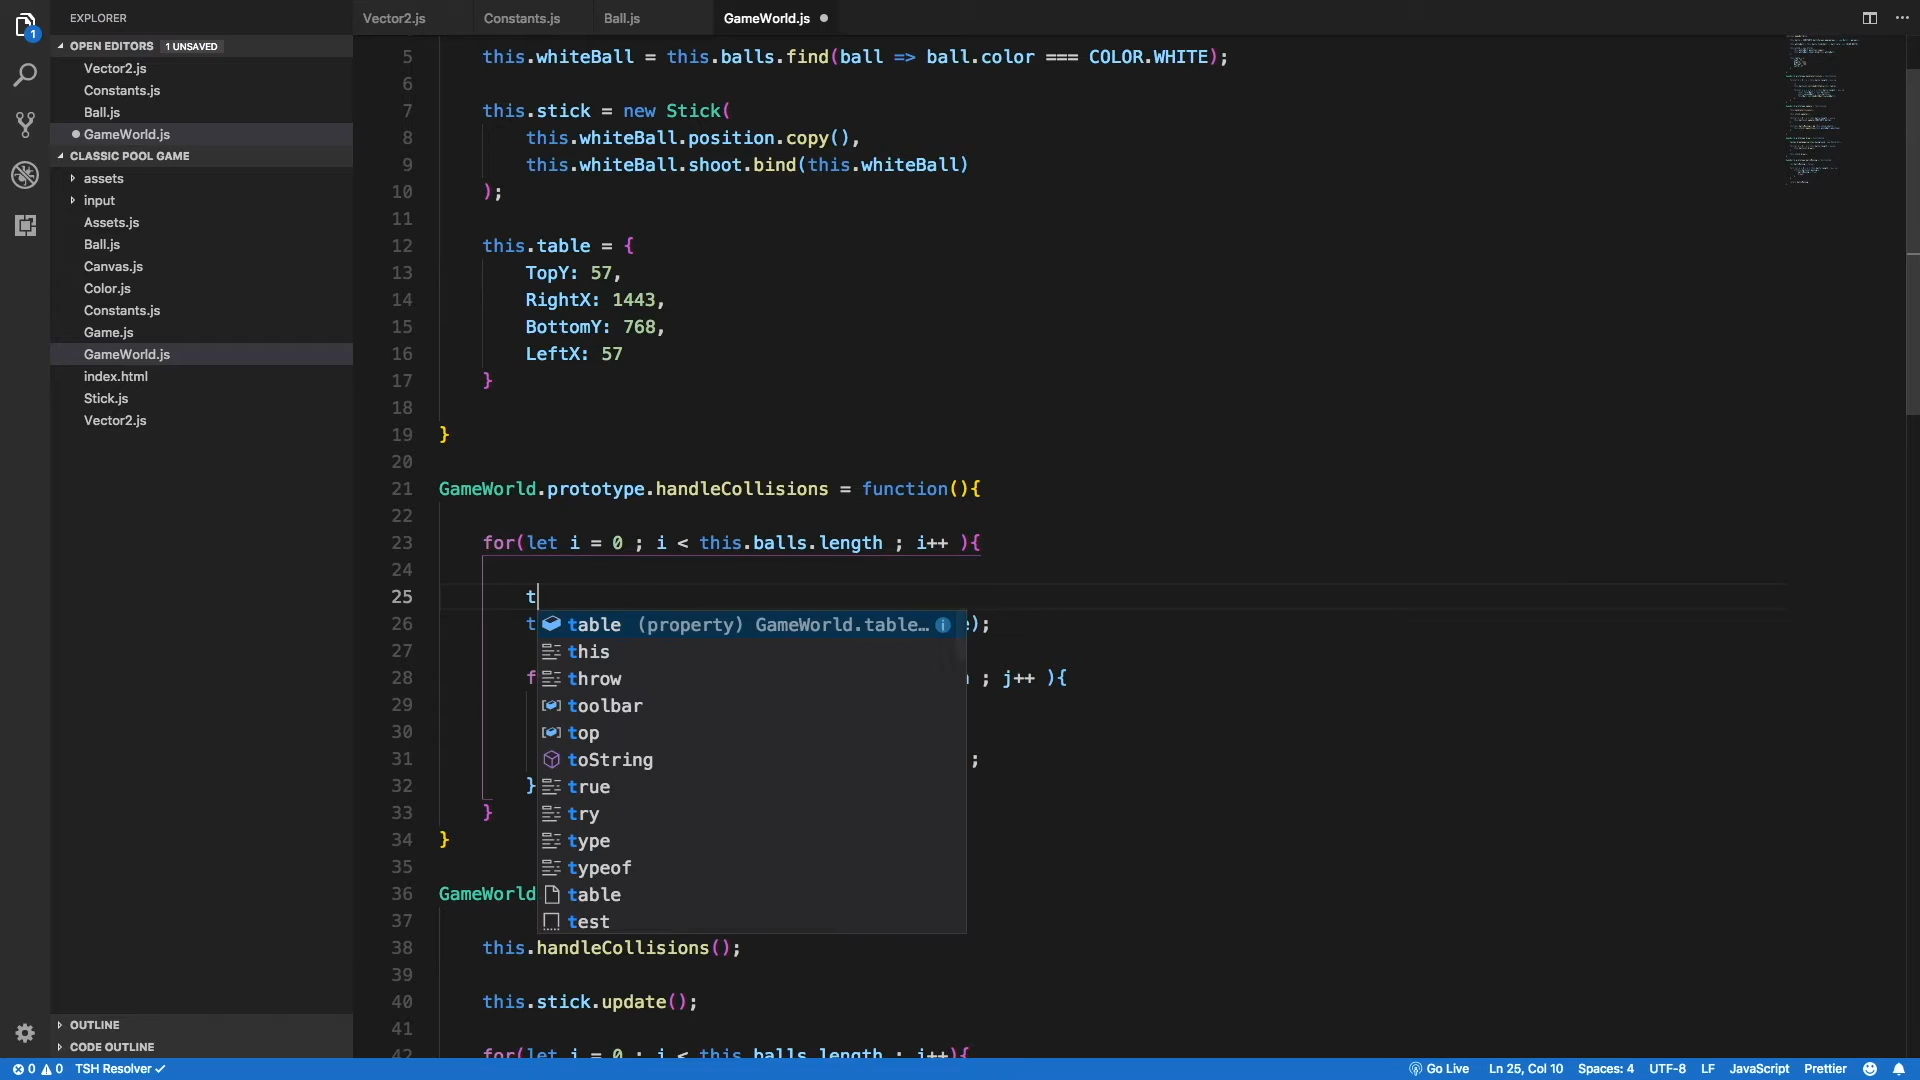 EXPLORER
Vector2.js Constants.js Ball.js GameWorld.js
1
OPEN EDITORS 1 UNSAVED
Vector2.js
Constants.js
Ball.js
GameWorld.js
CLASSIC POOL GAME
assets
input
Assets.js
Ball.js
Canvas.js
Color.js
Constants.js
Game.js
GameWorld.js
index.html
Stick.js
Vector2.js
OUTLINE
CODE OUTLINE
5 this.whiteBall = this.balls.find(ball => ball.color === COLOR.WHITE);
6
7 this.stick = new Stick(
8 this.whiteBall.position.copy(),
9 this.whiteBall.shoot.bind(this.whiteBall)
10 );
11
12 this.table = {
13 TopY: 57,
14 RightX: 1443,
15 BottomY: 768,
16 LeftX: 57
17 }
18
19 }
20
21 GameWorld.prototype.handleCollisions = function(){
22
23 for(let i = 0 ; i < this.balls.length ; i++ ){
24
25 t
26 t );
27
28 f ; j++ ){
29
30
31 ;
32 }
33 }
34 }
35
36 GameWorld
37
38 this.handleCollisions();
39
40 this.stick.update();
41
42 for(let i = 0 ; i < this.balls.length ; i++){
table (property) GameWorld.table…
this
throw
toolbar
top
toString
true
try
type
typeof
table
test
0 0 TSH Resolver Go Live Ln 25, Col 10 Spaces: 4 UTF-8 LF JavaScript Prettier